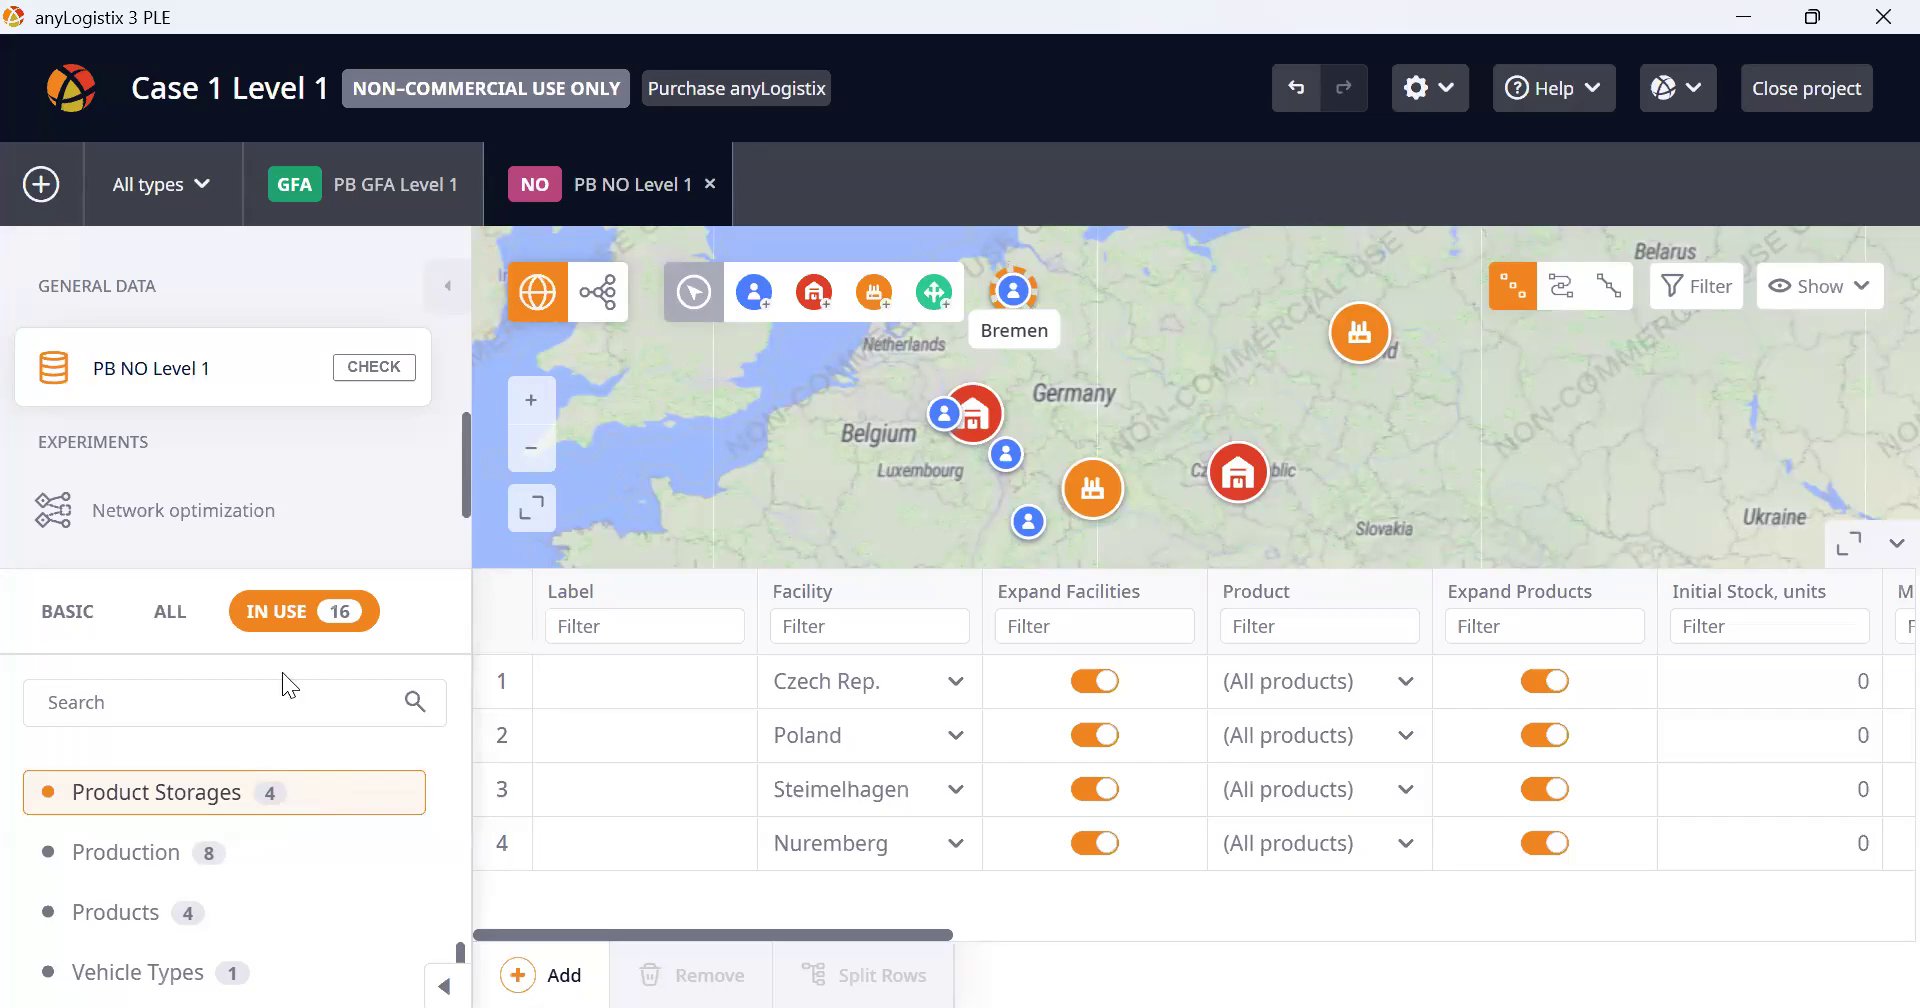 anyLogistix 3 PLE
Case 1 Level 1
NON-COMMERCIAL USE ONLY
Purchase anyLogistix
Help
Close project
All types
GFA PB GFA Level 1
NO PB NO Level 1 ×
GENERAL DATA
PB NO Level 1
CHECK
EXPERIMENTS
Network optimization
BASIC
ALL
IN USE 16
Search
Product Storages 4
Production 8
Products 4
Vehicle Types 1
Belarus
Filter
Show
Bremen
Netherlands
Germany
Belgium
Luxembourg
Slovakia
Ukraine
+
−
Label Facility Expand Facilities Product Expand Products Initial Stock, units M
Filter Filter Filter Filter Filter Filter F
1 Czech Rep. (All products) 0
2 Poland (All products) 0
3 Steimelhagen (All products) 0
4 Nuremberg (All products) 0
Add
Remove
Split Rows